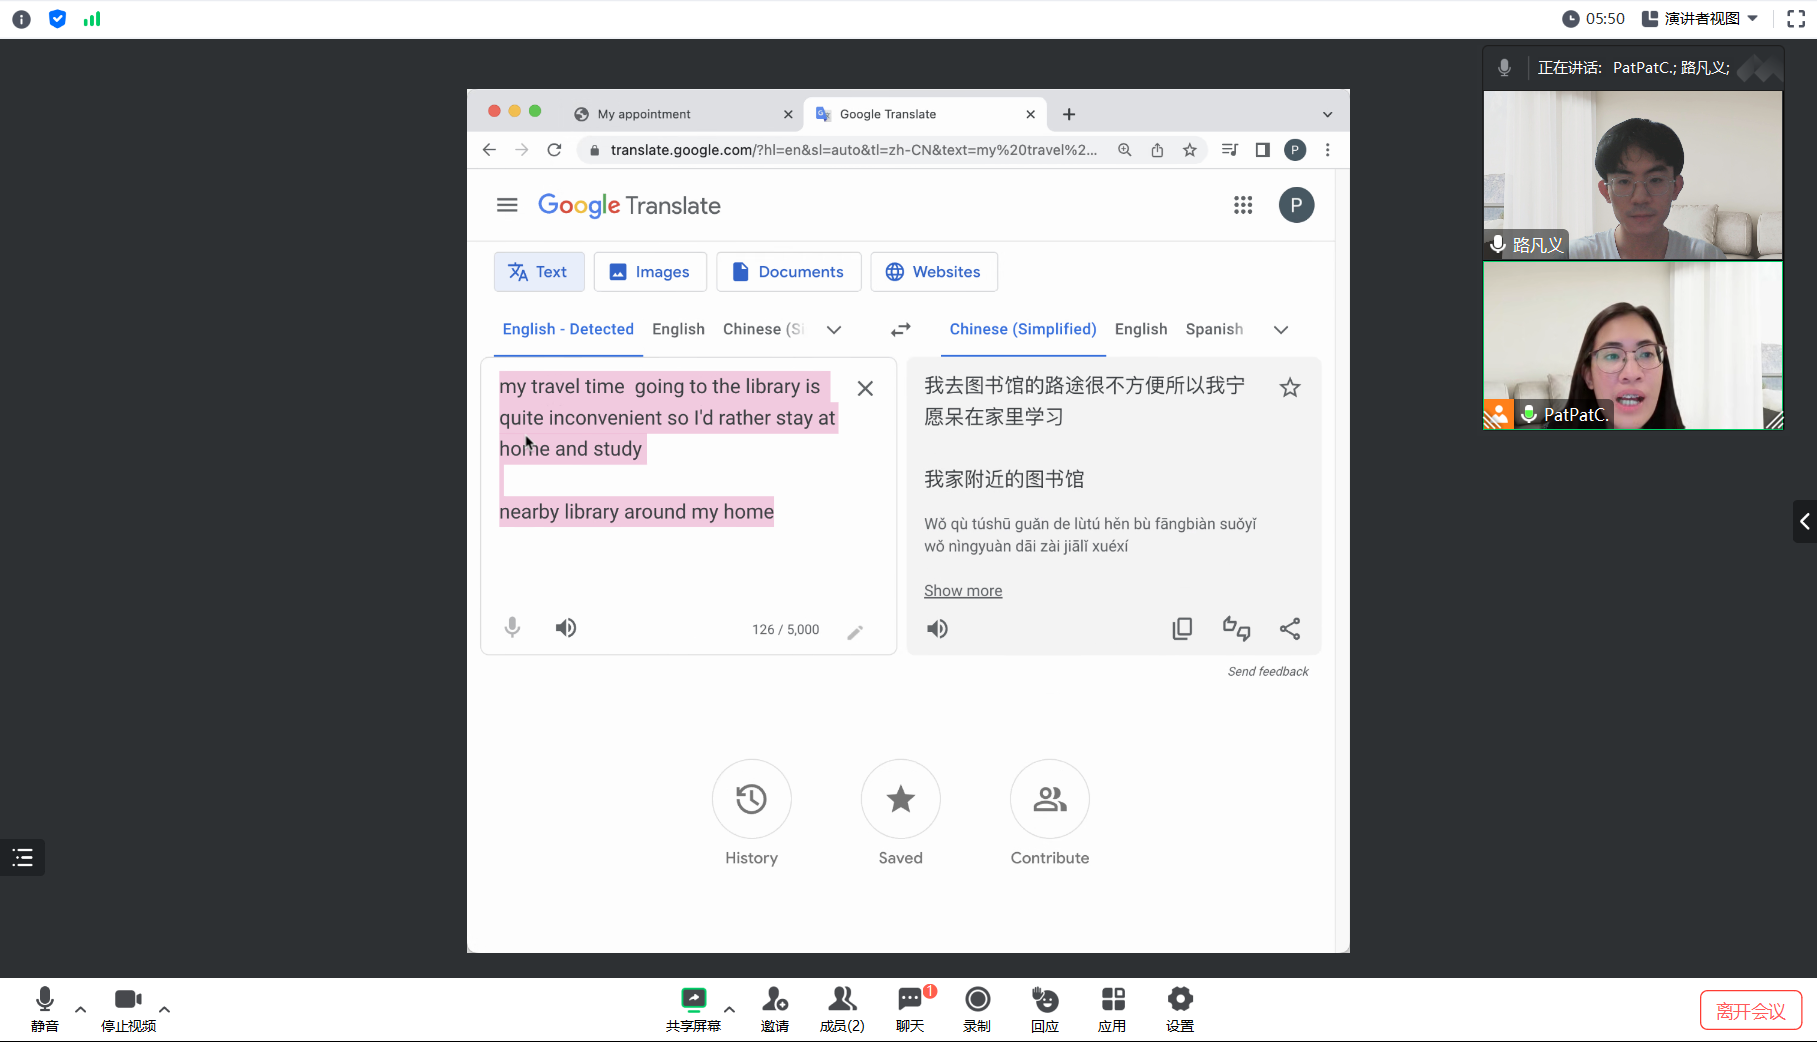 05:50 演讲者视图
正在讲话: PatPatC.; 路凡义;
My appointment
Google Translate
translate.google.com/?hl=en&sl=auto&tl=zh-CN&text=my%20travel%2...
P
Google Translate
P
Text Images Documents Websites
English - Detected English Chinese (Si
Chinese (Simplified) English Spanish
my travel time  going to the library is
quite inconvenient so I'd rather stay at
home and study
nearby library around my home
126 / 5,000
我去图书馆的路途很不方便所以我宁
愿呆在家里学习
我家附近的图书馆
Wǒ qù túshū guǎn de lùtú hěn bù fāngbiàn suǒyǐ
wǒ nìngyuàn dāi zài jiālǐ xuéxí
Show more
Send feedback
History Saved Contribute
路凡义
PatPatC.
静音 停止视频 共享屏幕 邀请 成员(2) 聊天 1 录制 回应 应用 设置 离开会议